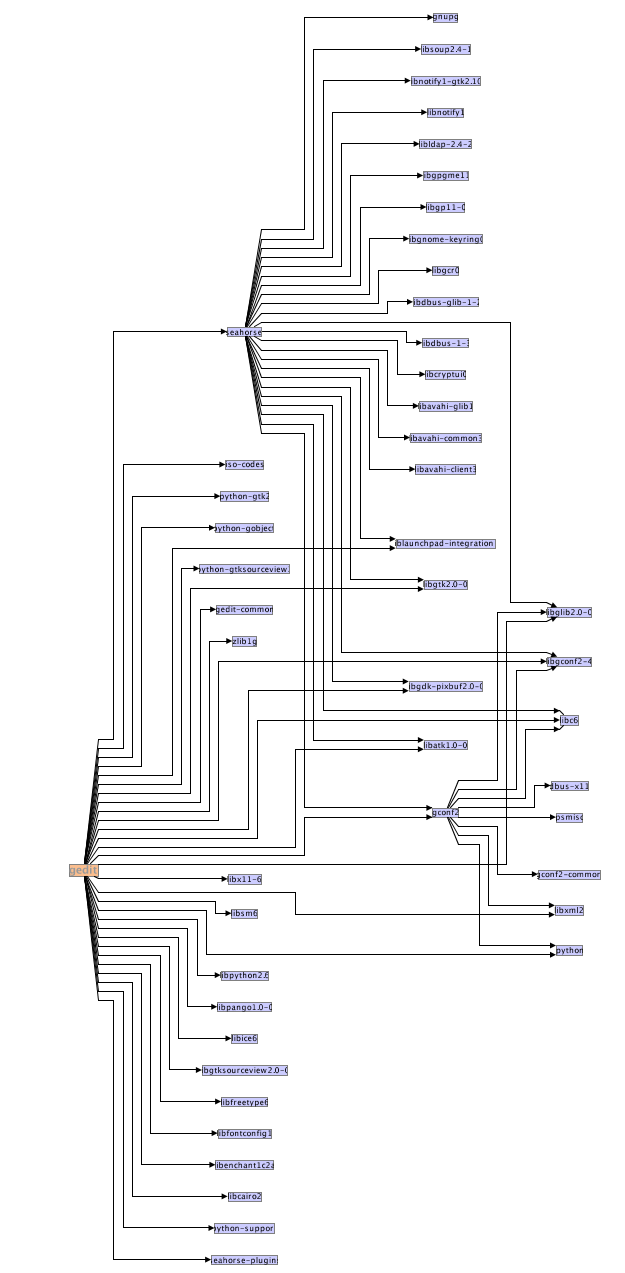 gnupg
libsoup2.4-1
libnotify1-gtk2.10
libnotify1
libldap-2.4-2
libgpgme11
libgp11-0
libgnome-keyring0
libgcr0
libdbus-glib-1-2
seahorse
libdbus-1-3
libcryptui0
libavahi-glib1
libavahi-common3
libavahi-client3
iso-codes
python-gtk2
python-gobject
liblaunchpad-integration
python-gtksourceview
libgtk2.0-0
gedit-common
libglib2.0-0
zlib1g
libgconf2-4
libgdk-pixbuf2.0-0
libc6
libatk1.0-0
dbus-x11
gconf2
psmisc
gedit
gconf2-common
libx11-6
libxml2
libsm6
python
libpython2.6
libpango1.0-0
libice6
libgtksourceview2.0-0
libfreetype6
libfontconfig1
libenchant1c2a
libcairo2
python-support
seahorse-plugins